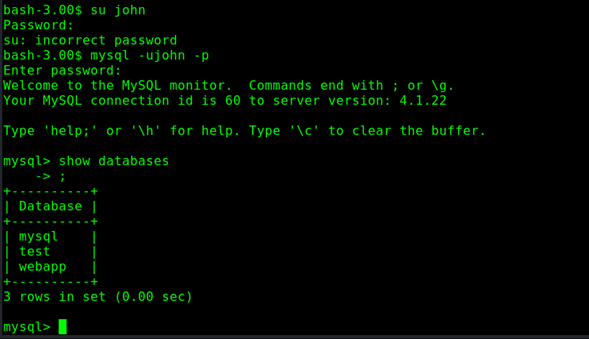 bash-3.00$ su john
Password:
su: incorrect password
bash-3.00$ mysql -ujohn -p
Enter password:
Welcome to the MySQL monitor.  Commands end with ; or \g.
Your MySQL connection id is 60 to server version: 4.1.22

Type 'help;' or '\h' for help. Type '\c' to clear the buffer.

mysql> show databases
    -> ;
+----------+
| Database |
+----------+
| mysql    |
| test     |
| webapp   |
+----------+
3 rows in set (0.00 sec)

mysql>